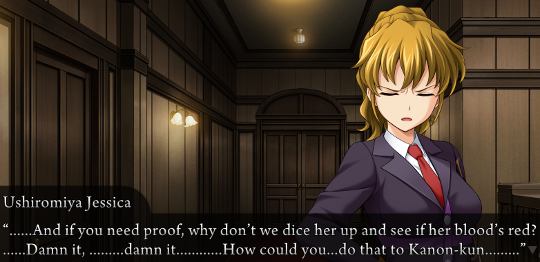 Ushiromiya Jessica
“......And if you need proof, why don't we dice her up and see if her blood's red?
......Damn it, .........damn it............How could you...do that to Kanon-kun.........”